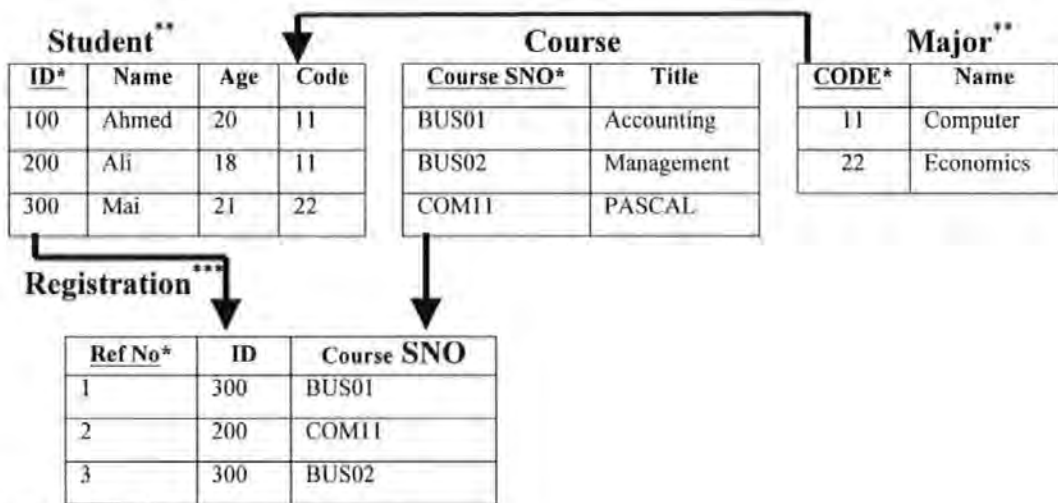 Student** Course Major**
ID* Name Age Code Course SNO* Title CODE* Name
100 Ahmed 20 11 BUS01 Accounting 11 Computer
200 Ali 18 11 BUS02 Management 22 Economics
300 Mai 21 22 COM11 PASCAL
Registration***
Ref No* ID Course SNO
1 300 BUS01
2 200 COM11
3 300 BUS02